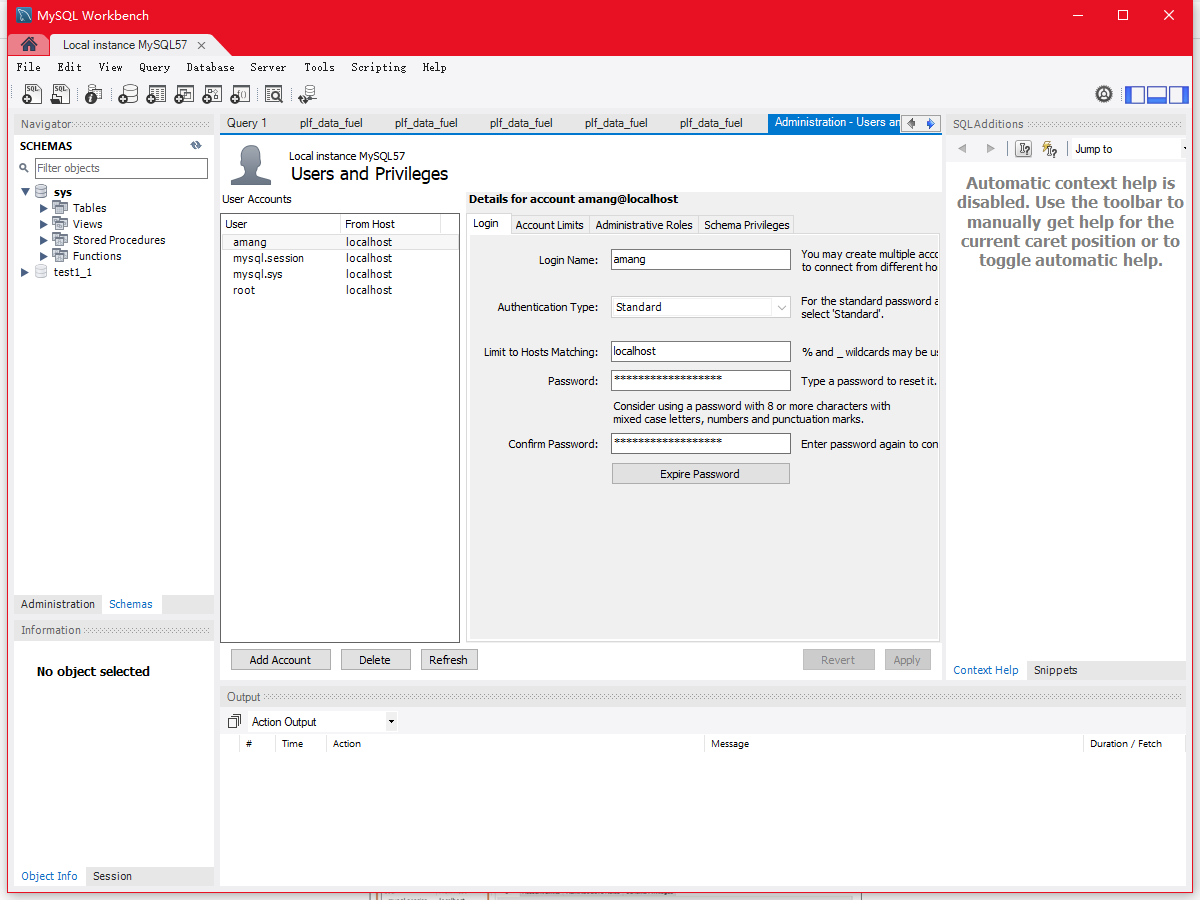 MySQL Workbench
Local instance MySQL57
File Edit View Query Database Server Tools Scripting Help
Navigator
SCHEMAS
Filter objects
sys
Tables
Views
Stored Procedures
Functions
test1_1
Administration Schemas
Information
No object selected
Object Info Session
Query 1 plf_data_fuel plf_data_fuel plf_data_fuel plf_data_fuel plf_data_fuel Administration - Users an
Local instance MySQL57
Users and Privileges
User Accounts
User From Host
amang localhost
mysql.session localhost
mysql.sys localhost
root localhost
Add Account Delete Refresh
Details for account amang@localhost
Login Account Limits Administrative Roles Schema Privileges
Login Name: amang You may create multiple acco
to connect from different ho
Authentication Type: Standard For the standard password a
select 'Standard'.
Limit to Hosts Matching: localhost % and _ wildcards may be us
Password: ****************** Type a password to reset it.
Consider using a password with 8 or more characters with
mixed case letters, numbers and punctuation marks.
Confirm Password: ****************** Enter password again to con
Expire Password
Revert Apply
SQLAdditions
Jump to
Automatic context help is
disabled. Use the toolbar to
manually get help for the
current caret position or to
toggle automatic help.
Context Help Snippets
Output
Action Output
# Time Action Message Duration / Fetch